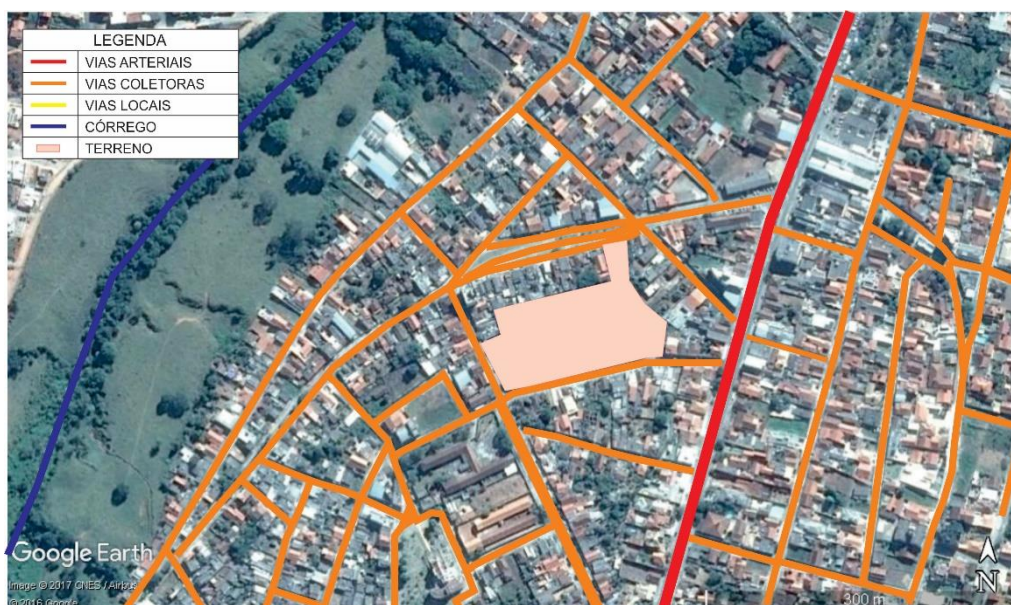 LEGENDA
VIAS ARTERIAIS
VIAS COLETORAS
VIAS LOCAIS
CÓRREGO
TERRENO
Google Earth
Image © 2017 CNES / Airbus
© 2016 Google
300 m
N